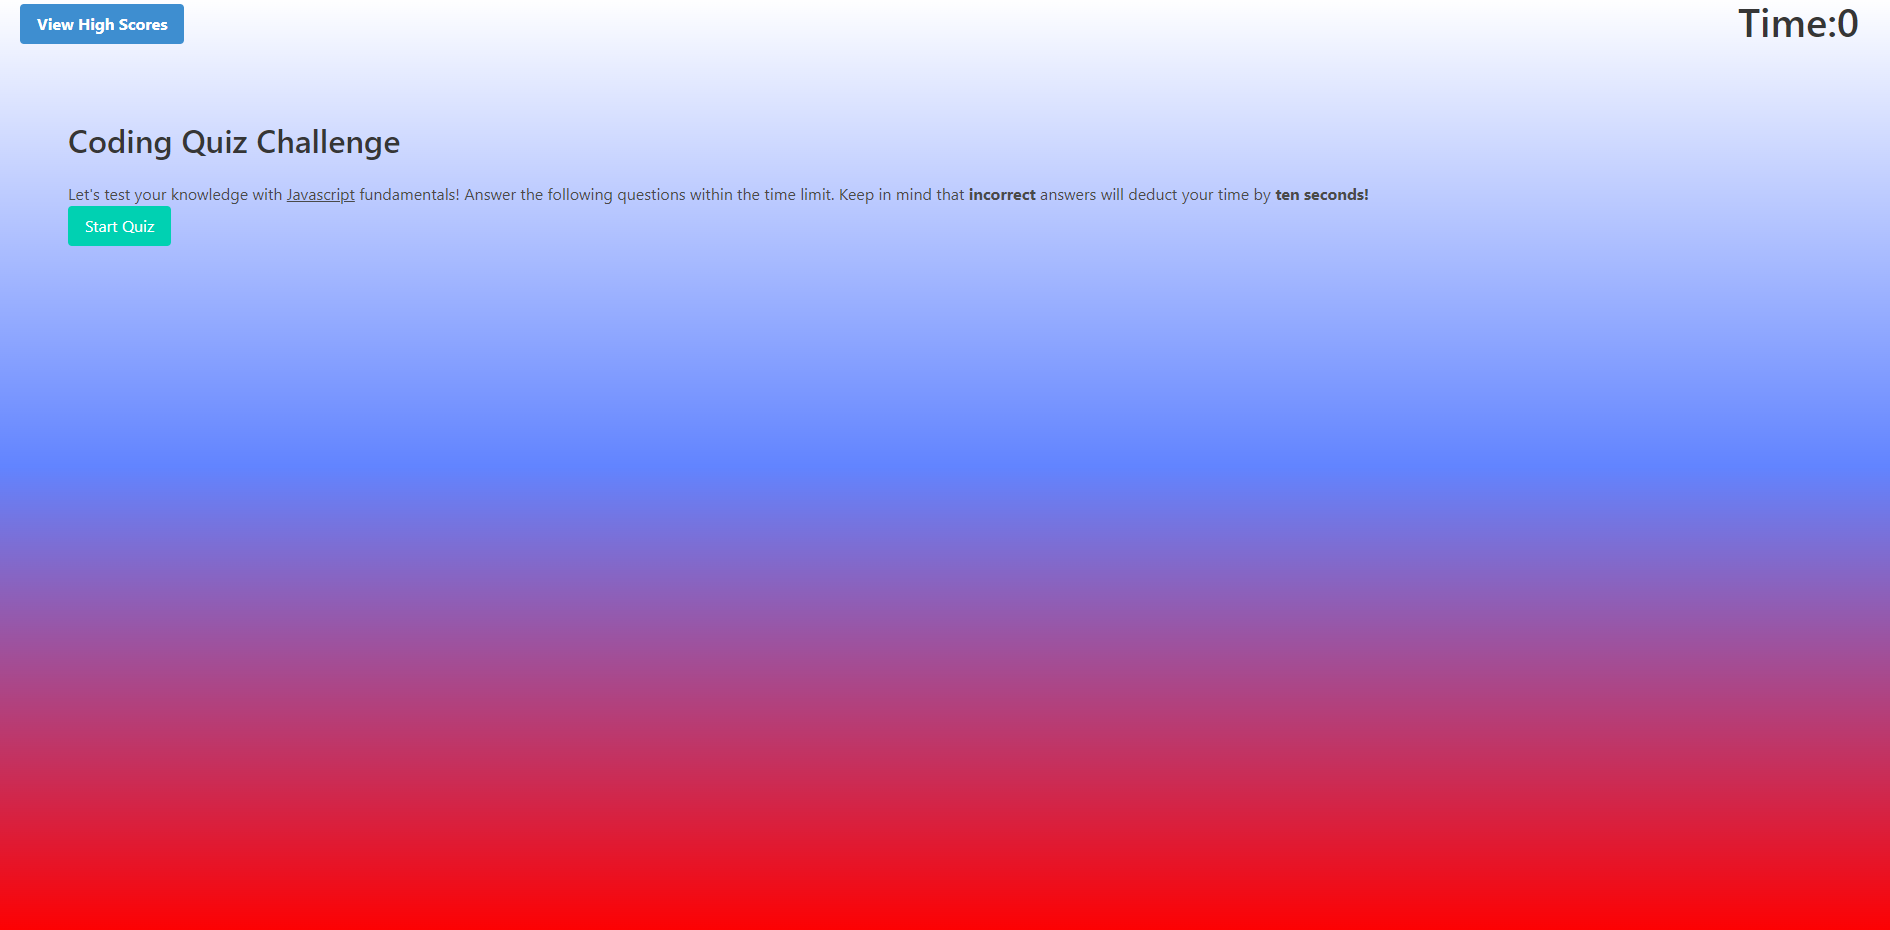 View High Scores
Time:0
Coding Quiz Challenge
Let's test your knowledge with Javascript fundamentals! Answer the following questions within the time limit. Keep in mind that incorrect answers will deduct your time by ten seconds!
Start Quiz